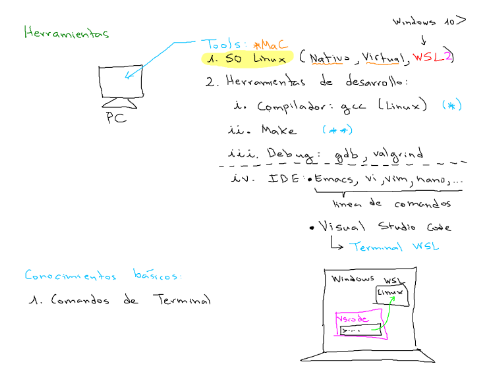 Windows 10>
Herramientas
Tools: *Mac
1. SO Linux (Nativo, Virtual, WSL2)
2. Herramientas de desarrollo:
i. Compilador: gcc (Linux) (*)
ii. Make (**)
iii. Debug: gdb, valgrind
iv. IDE: • Emacs, vi, vim, nano, ...
línea de comandos
• Visual Studio Code
↳ Terminal WSL
PC
Conocimientos básicos:
1. Comandos de Terminal
Windows
WSL
Linux
Vscode
>...